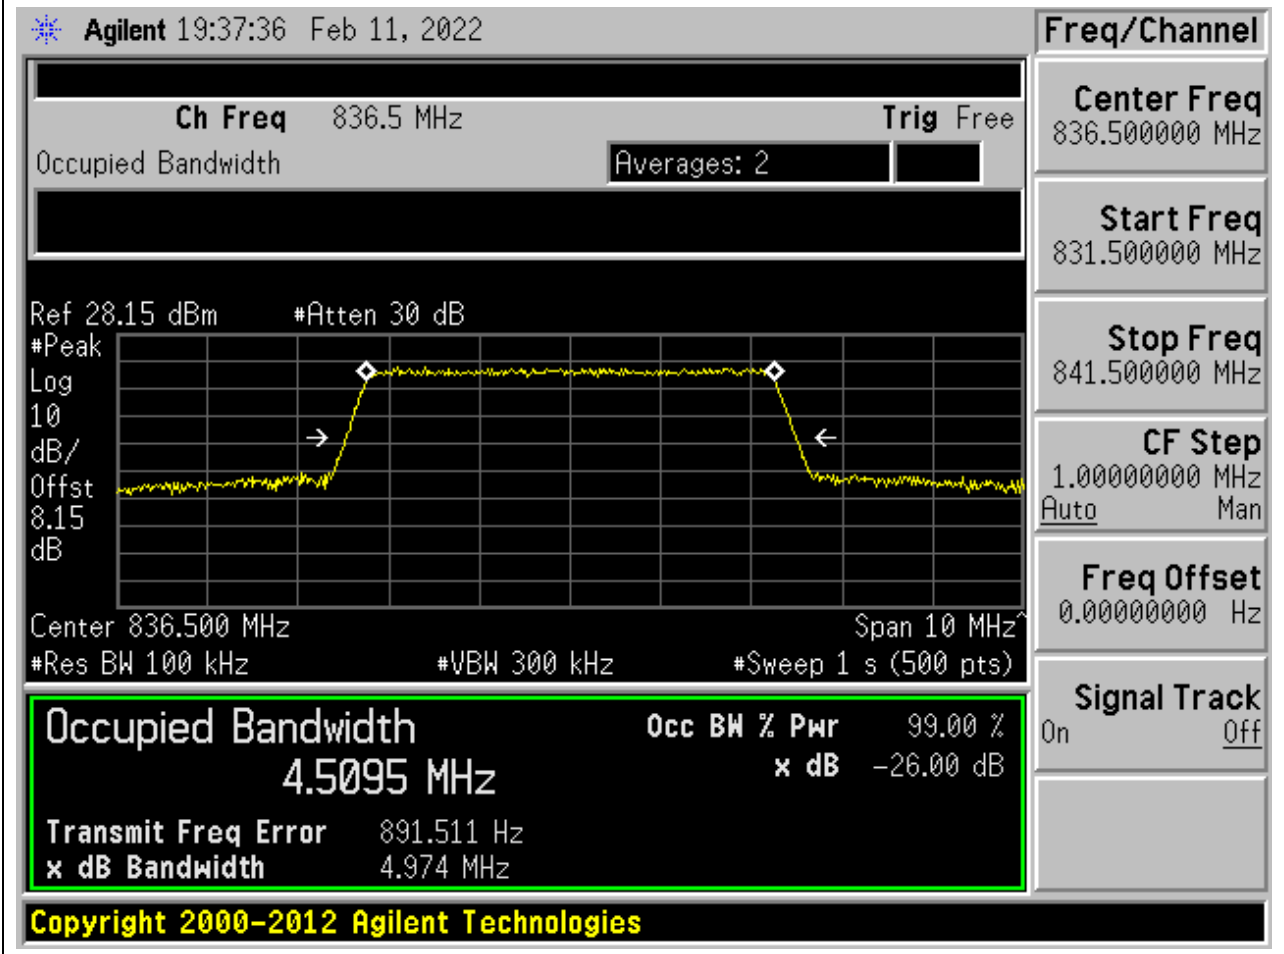 Agilent 19:37:36 Feb 11, 2022
Ch Freq 836.5 MHz Trig Free
Occupied Bandwidth Averages: 2
Ref 28.15 dBm #Atten 30 dB
#Peak
Log
10
dB/
Offst
8.15
dB
Center 836.500 MHz Span 10 MHz^
#Res BW 100 kHz #VBW 300 kHz #Sweep 1 s (500 pts)
Occupied Bandwidth Occ BW % Pwr 99.00 %
4.5095 MHz x dB -26.00 dB
Transmit Freq Error 891.511 Hz
x dB Bandwidth 4.974 MHz
Copyright 2000-2012 Agilent Technologies
Freq/Channel
Center Freq
836.500000 MHz
Start Freq
831.500000 MHz
Stop Freq
841.500000 MHz
CF Step
1.00000000 MHz
Auto Man
Freq Offset
0.00000000 Hz
Signal Track
On Off